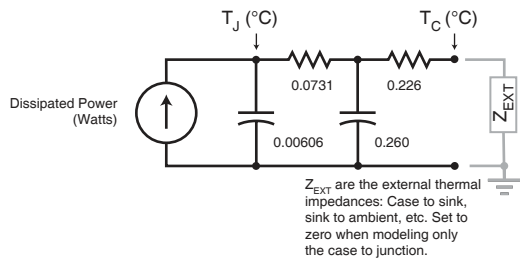 T_J (°C)
T_C (°C)
Dissipated Power
(Watts)
0.0731
0.226
Z_EXT
0.00606
0.260
Z_EXT are the external thermal
impedances: Case to sink,
sink to ambient, etc. Set to
zero when modeling only
the case to junction.